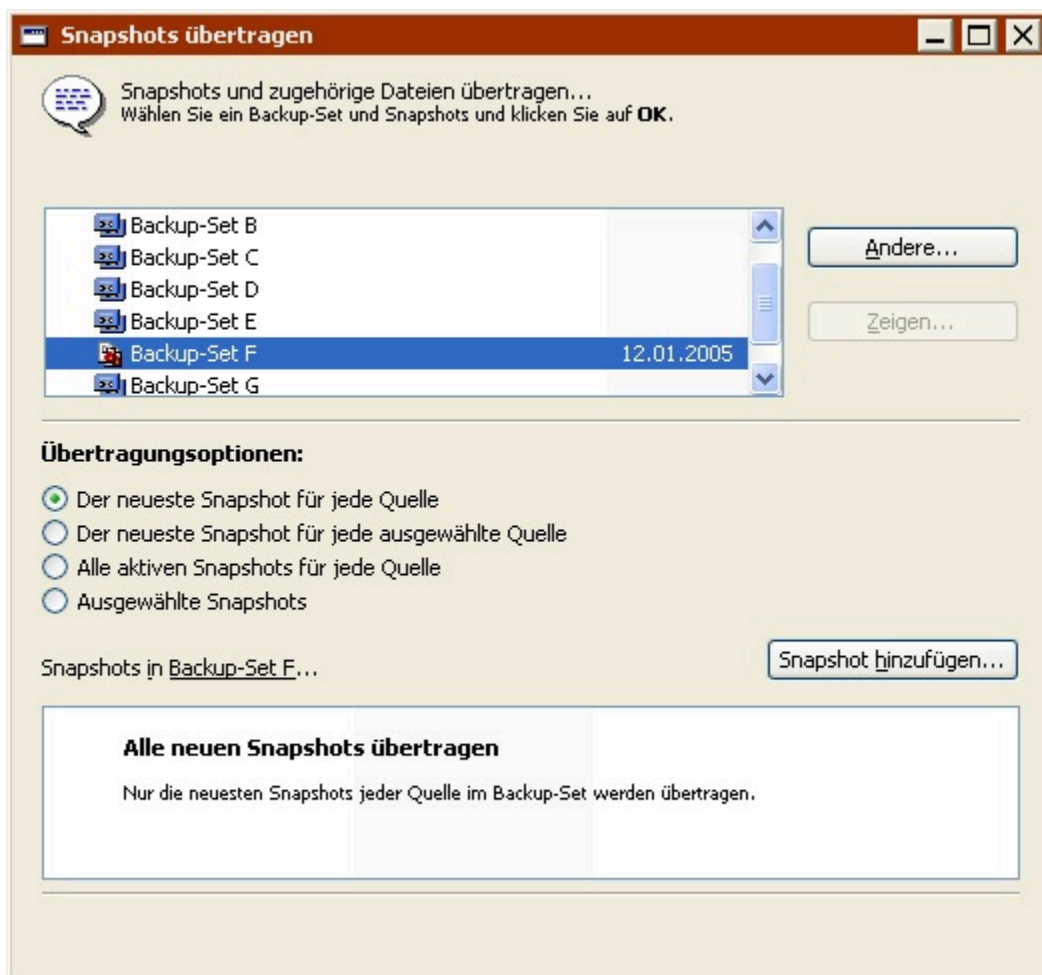 Snapshots übertragen
Snapshots und zugehörige Dateien übertragen...
Wählen Sie ein Backup-Set und Snapshots und klicken Sie auf OK.
Backup-Set B
Backup-Set C
Backup-Set D
Backup-Set E
Backup-Set F 12.01.2005
Backup-Set G
Andere...
Zeigen...
Übertragungsoptionen:
Der neueste Snapshot für jede Quelle
Der neueste Snapshot für jede ausgewählte Quelle
Alle aktiven Snapshots für jede Quelle
Ausgewählte Snapshots
Snapshots in Backup-Set F...
Snapshot hinzufügen...
Alle neuen Snapshots übertragen
Nur die neuesten Snapshots jeder Quelle im Backup-Set werden übertragen.